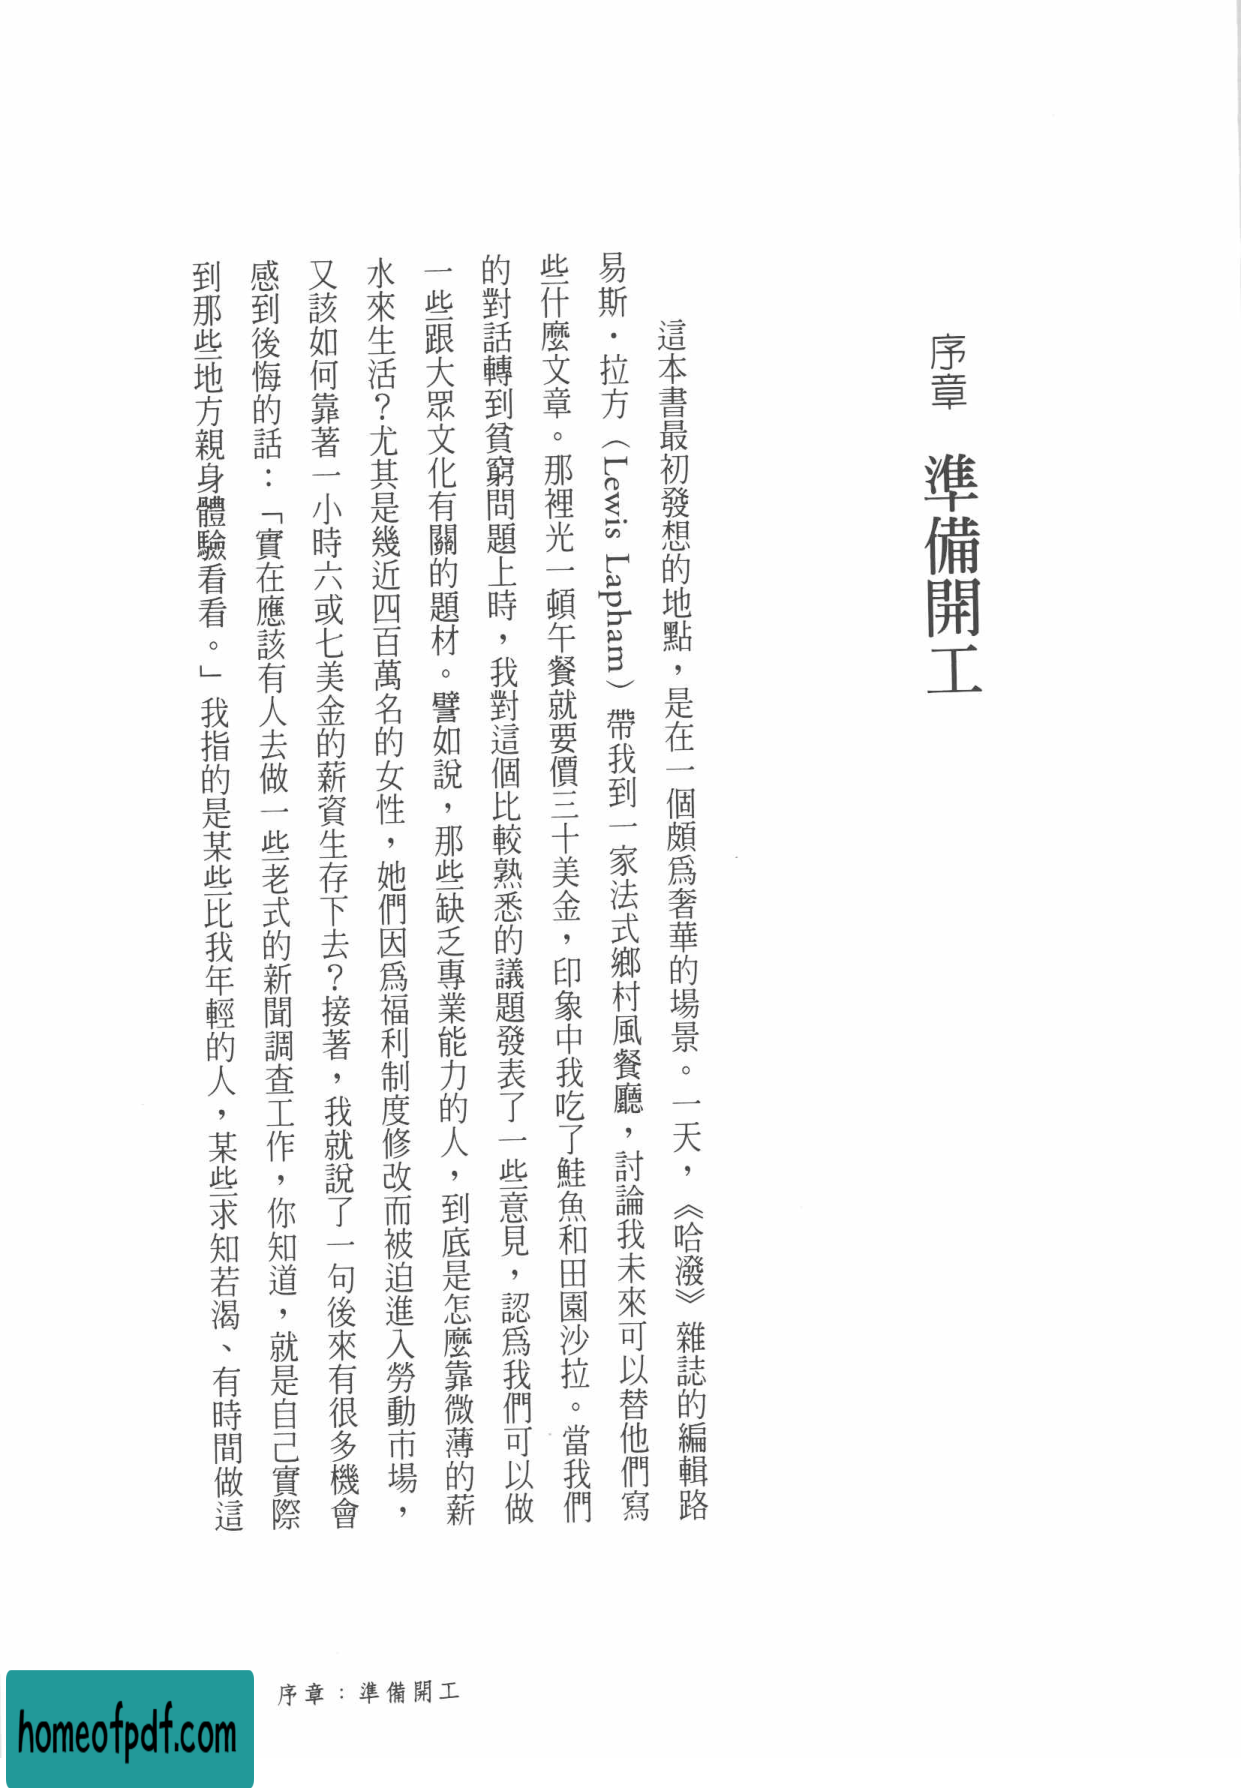 序章　準備開工
這本書最初發想的地點，是在一個頗為奢華的場景。一天，《哈潑》雜誌的編輯路
易斯・拉方（Lewis Lapham）帶我到一家法式鄉村風餐廳，討論我未來可以替他們寫
些什麼文章。那裡光一頓午餐就要價三十美金，印象中我吃了鮭魚和田園沙拉。當我們
的對話轉到貧窮問題上時，我對這個比較熟悉的議題發表了一些意見，認為我們可以做
一些跟大眾文化有關的題材。譬如說，那些缺乏專業能力的人，到底是怎麼靠微薄的薪
水來生活？尤其是幾近四百萬名的女性，她們因為福利制度修改而被迫進入勞動市場，
又該如何靠著一小時六或七美金的薪資生存下去？接著，我就說了一句後來有很多機會
感到後悔的話：「實在應該有人去做一些老式的新聞調查工作，你知道，就是自己實際
到那些地方親身體驗看看。」我指的是某些比我年輕的人，某些求知若渴、有時間做這
序章：準備開工
homeofpdf.com